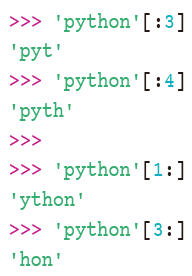 >>> 'python'[:3]
'pyt'
>>> 'python'[:4]
'pyth'
>>>
>>> 'python'[1:]
'ython'
>>> 'python'[3:]
'hon'